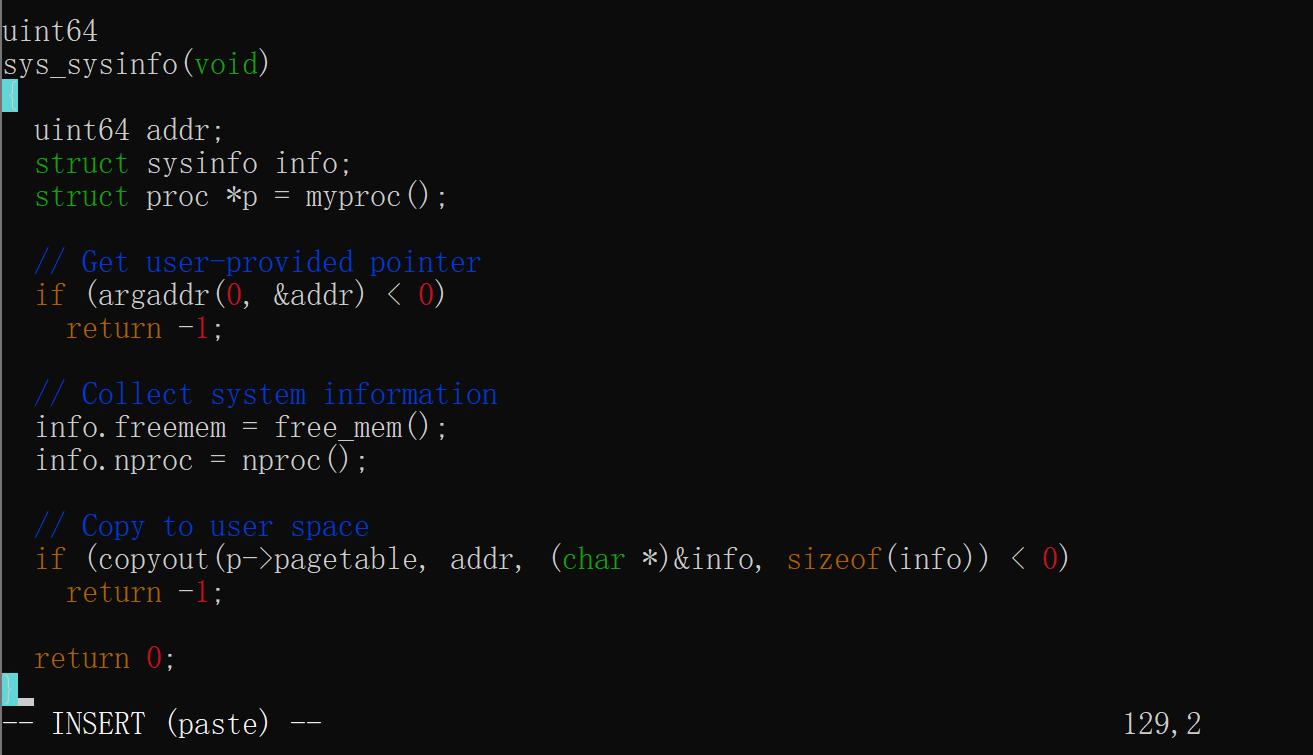 uint64
sys_sysinfo(void)
{
  uint64 addr;
  struct sysinfo info;
  struct proc *p = myproc();

  // Get user-provided pointer
  if (argaddr(0, &addr) < 0)
    return -1;

  // Collect system information
  info.freemem = free_mem();
  info.nproc = nproc();

  // Copy to user space
  if (copyout(p->pagetable, addr, (char *)&info, sizeof(info)) < 0)
    return -1;

  return 0;
}
-- INSERT (paste) -- 129,2